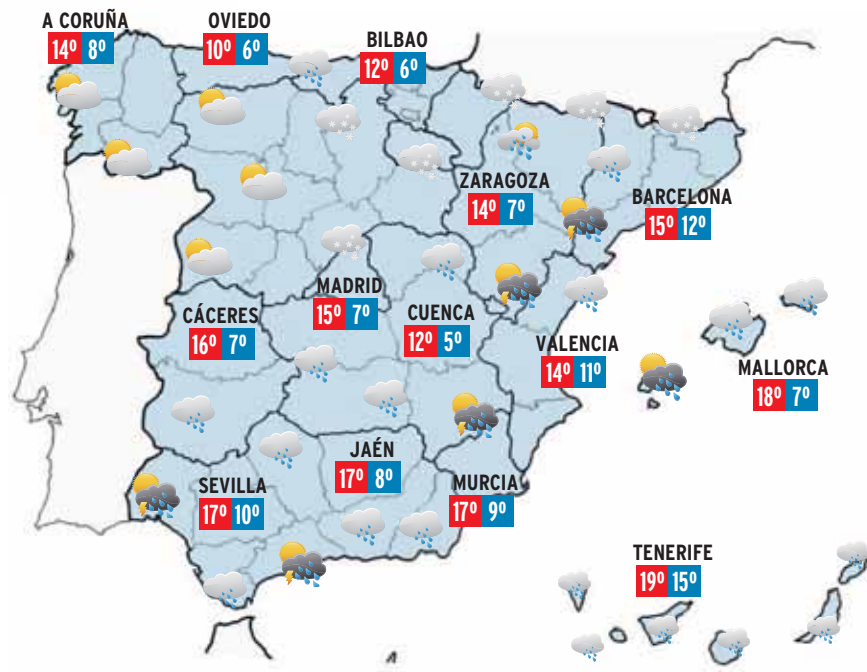 A CORUÑA
14º 8º
OVIEDO
10º 6º
BILBAO
12º 6º
ZARAGOZA
14º 7º
BARCELONA
15º 12º
MADRID
15º 7º
CÁCERES
16º 7º
CUENCA
12º 5º
VALENCIA
14º 11º
MALLORCA
18º 7º
JAÉN
17º 8º
SEVILLA
17º 10º
MURCIA
17º 9º
TENERIFE
19º 15º